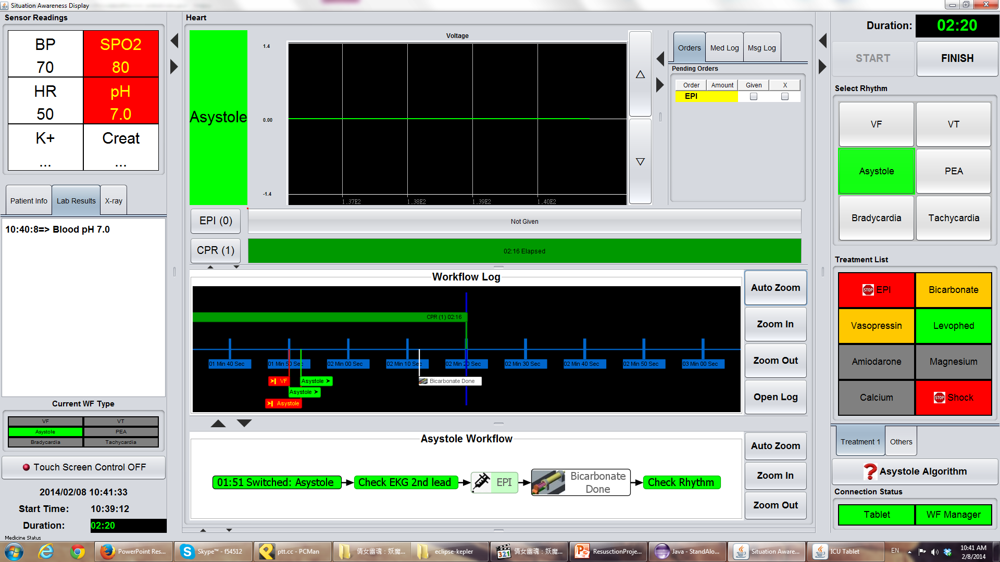 Situation Awareness Display
Sensor Readings
BP
70
SPO2
80
HR
50
pH
7.0
K+
...
Creat
...
Patient Info
Lab Results
X-ray
10:40:8=> Blood pH 7.0
Current WF Type
VF
VT
Asystole
PEA
Bradycardia
Tachycardia
Touch Screen Control OFF
2014/02/08 10:41:33
Start Time: 10:39:12
Duration: 02:20
Medicine Status
Heart
Asystole
Voltage
1.4
0.00
-1.4
1.37E2
1.38E2
1.39E2
1.40E2
Orders
Med Log
Msg Log
Pending Orders
Order Amount Given X
EPI
EPI (0)
Not Given
CPR (1)
02:16 Elapsed
Workflow Log
CPR (1) 02:16
01 Min 40 Sec
01 Min 50 Sec
02 Min 00 Sec
02 Min 10 Sec
02 Min 20 Sec
02 Min 30 Sec
02 Min 40 Sec
02 Min 50 Sec
03 Min 00 Sec
VF
Asystole
Bicarbonate Done
Asystole
Asystole
Auto Zoom
Zoom In
Zoom Out
Open Log
Asystole Workflow
01:51 Switched: Asystole
Check EKG 2nd lead
EPI
Bicarbonate
Done
Check Rhythm
Auto Zoom
Zoom In
Zoom Out
Duration: 02:20
START
FINISH
Select Rhythm
VF
VT
Asystole
PEA
Bradycardia
Tachycardia
Treatment List
STOP EPI
Bicarbonate
Vasopressin
Levophed
Amiodarone
Magnesium
Calcium
STOP Shock
Treatment 1
Others
Asystole Algorithm
Connection Status
Tablet
WF Manager
PowerPoint Res...
Skype™ - f54512
ptt.cc - PCMan
倩女幽魂：妖魔...
eclipse-kepler
321
倩女幽魂：妖魔...
ResusctionProje...
Java - StandAlo...
Situation Aware...
ICU Tablet
EN
10:41 AM
2/8/2014